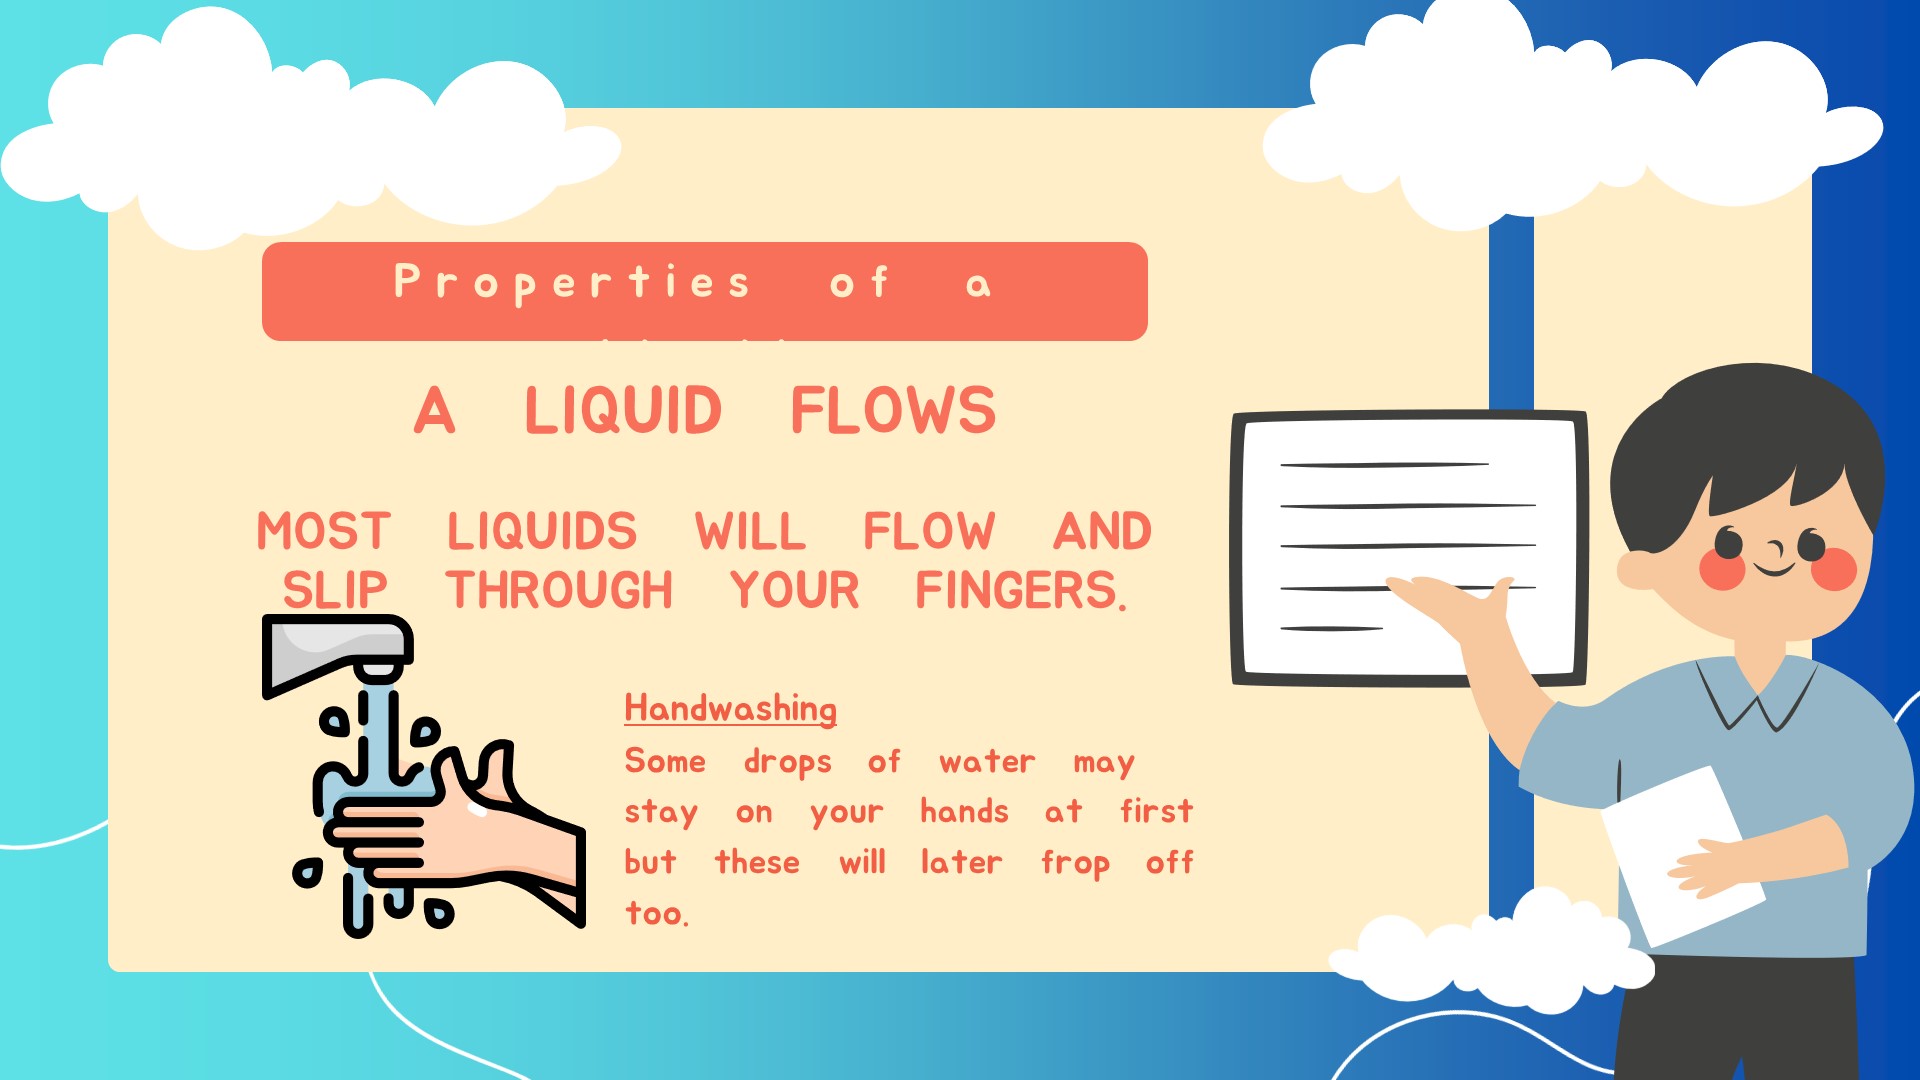 Properties of a
A LIQUID FLOWS
MOST LIQUIDS WILL FLOW AND
SLIP THROUGH YOUR FINGERS.
Handwashing
Some drops of water may
stay on your hands at first
but these will later frop off
too.